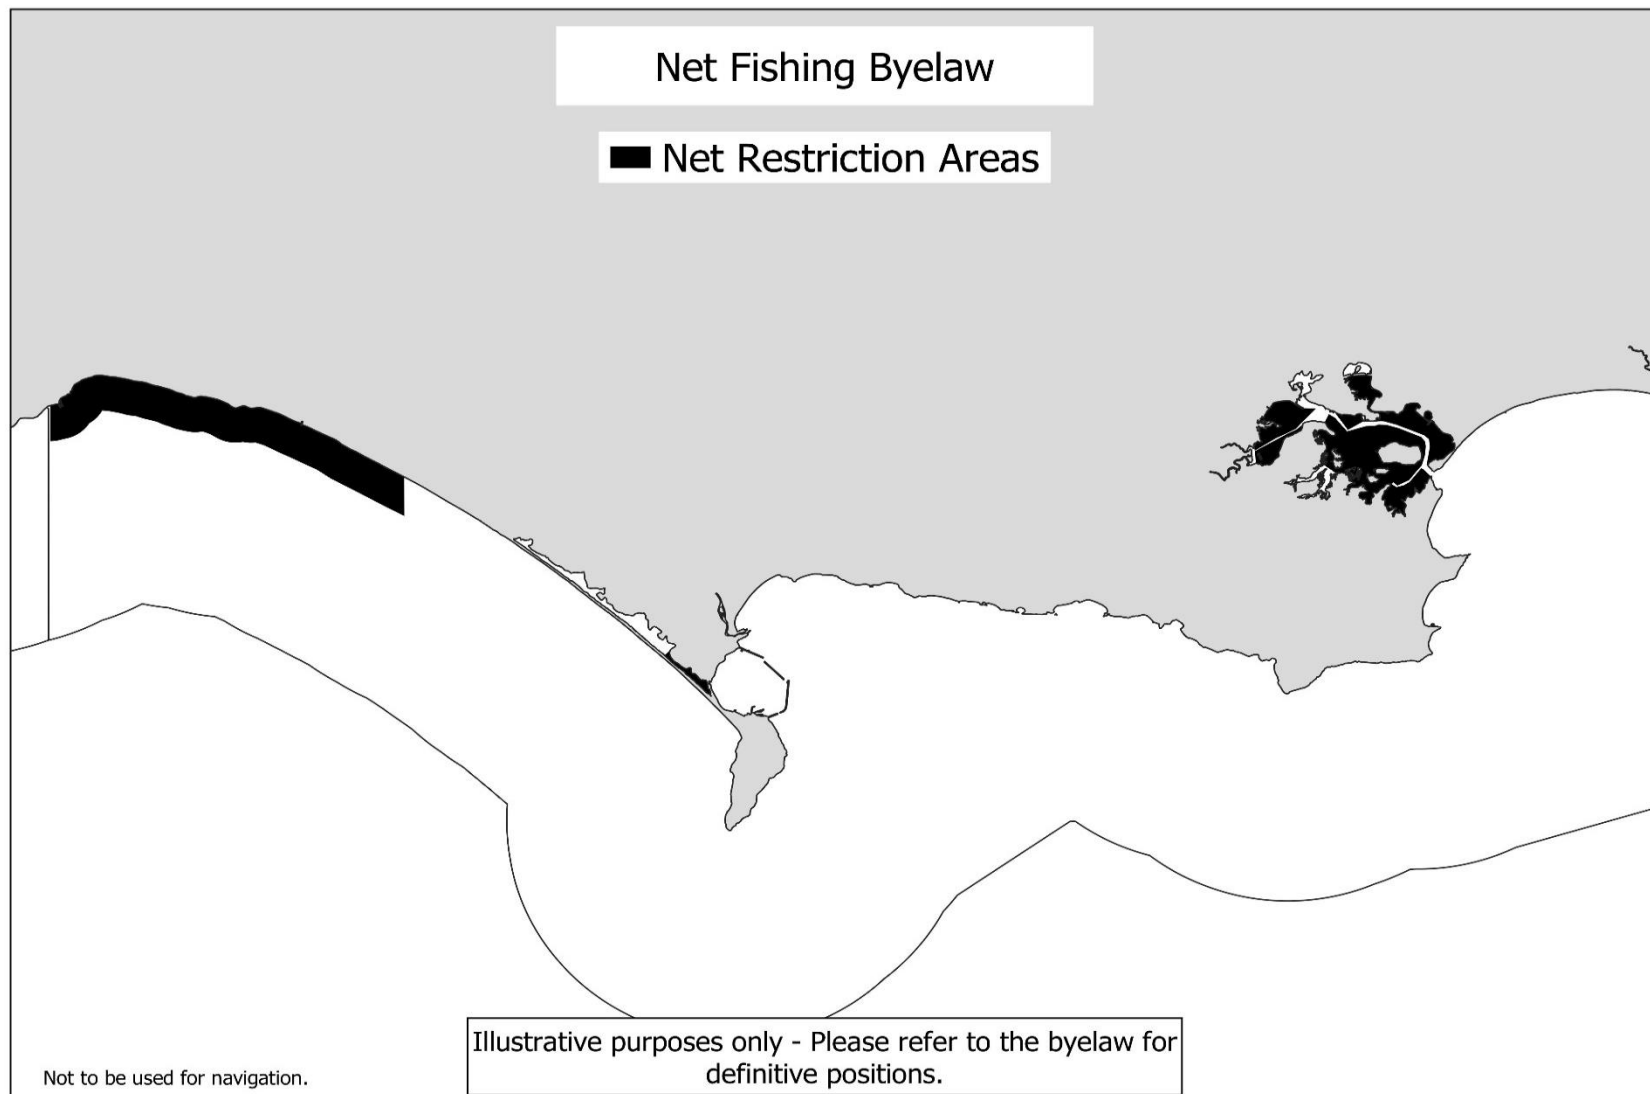 Net Fishing Byelaw
Net Restriction Areas
Illustrative purposes only - Please refer to the byelaw for
definitive positions.
Not to be used for navigation.